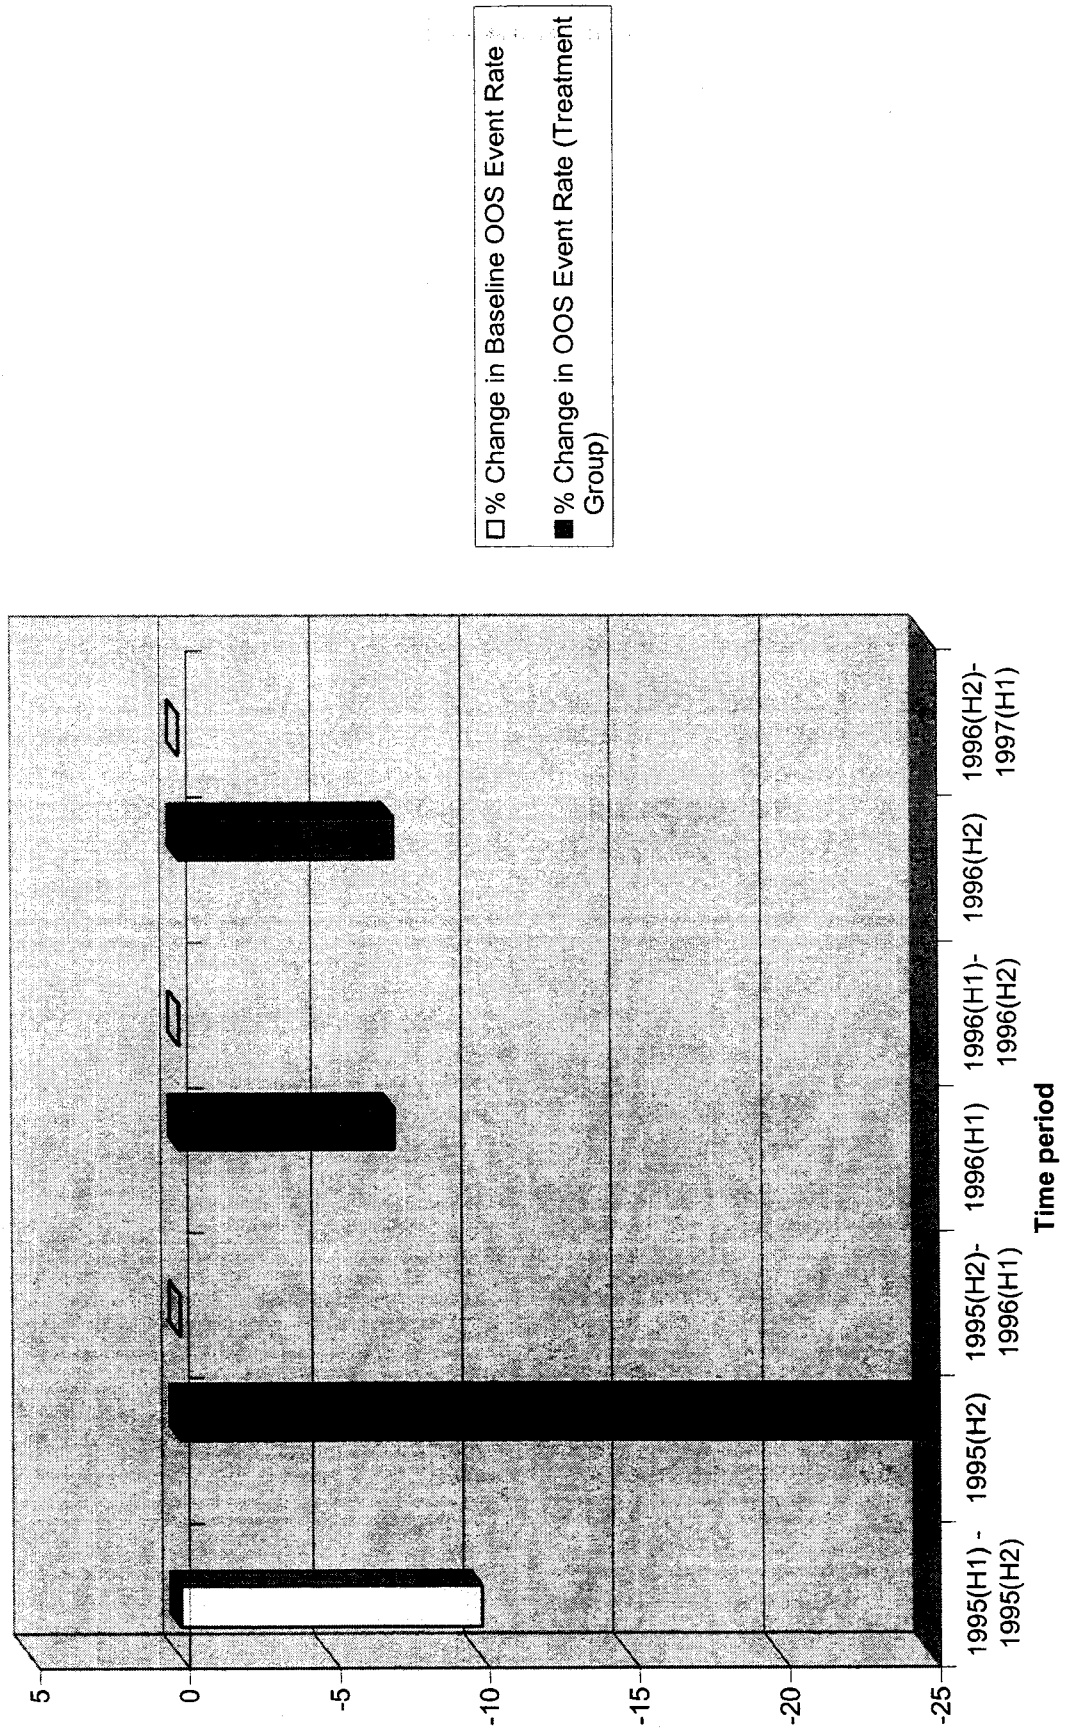 5
0
-5
-10
-15
-20
-25
1995(H1) -
1995(H2)
1995(H2)
1995(H2)-
1996(H1)
1996(H1)
1996(H1)-
1996(H2)
1996(H2)
1996(H2)-
1997(H1)
Time period
% Change in Baseline OOS Event Rate
% Change in OOS Event Rate (Treatment
Group)